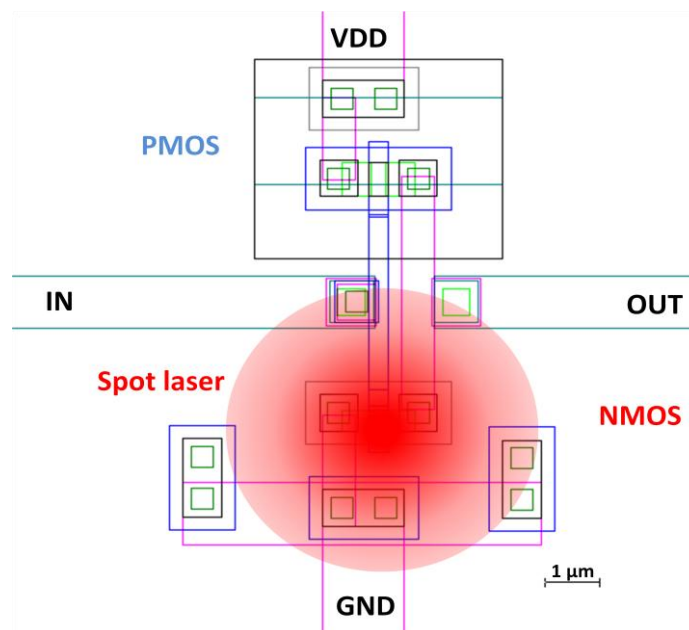 VDD
PMOS
IN
OUT
Spot laser
NMOS
1 µm
GND